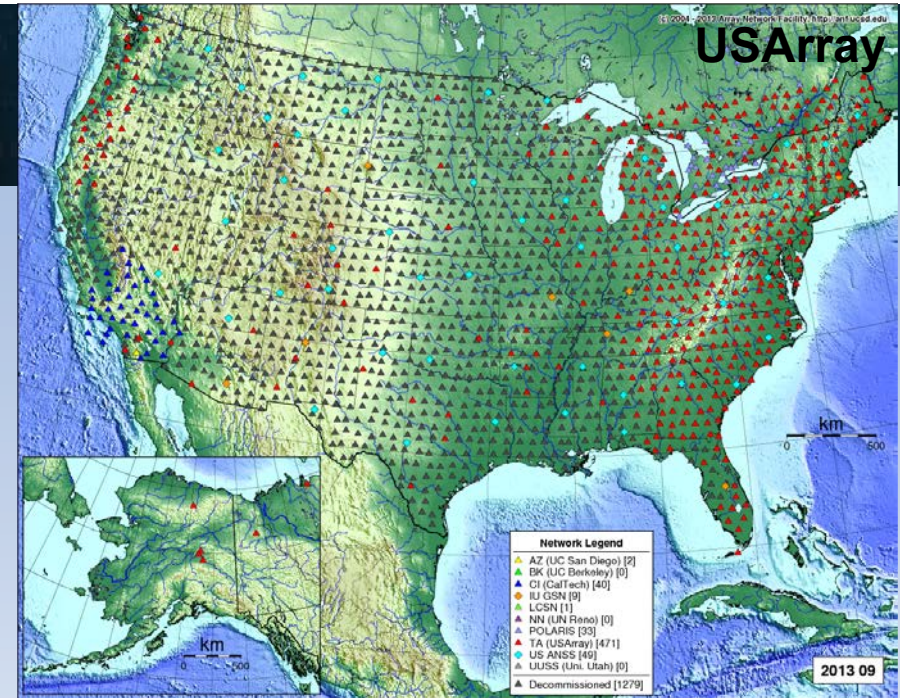 (c) 2004 - 2013 Array Network Facility, http://anf.ucsd.edu
USArray
km
500
km
500
Network Legend
AZ (UC San Diego) [2]
BK (UC Berkeley) [0]
CI (CalTech) [40]
IU GSN [9]
LCSN [1]
NN (UN Reno) [0]
POLARIS [33]
TA (USArray) [471]
US ANSS [49]
UUSS (Uni. Utah) [0]
Decommissioned [1279]
2013 09